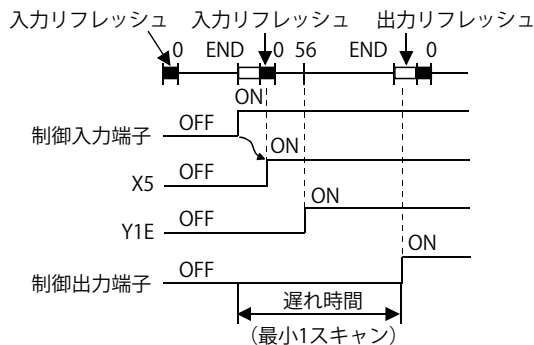 入力リフレッシュ 入力リフレッシュ 出力リフレッシュ
0 END 0 56 END 0
ON
制御入力端子 OFF
ON
X5 OFF
ON
Y1E OFF
ON
制御出力端子 OFF
遅れ時間
（最小1スキャン）